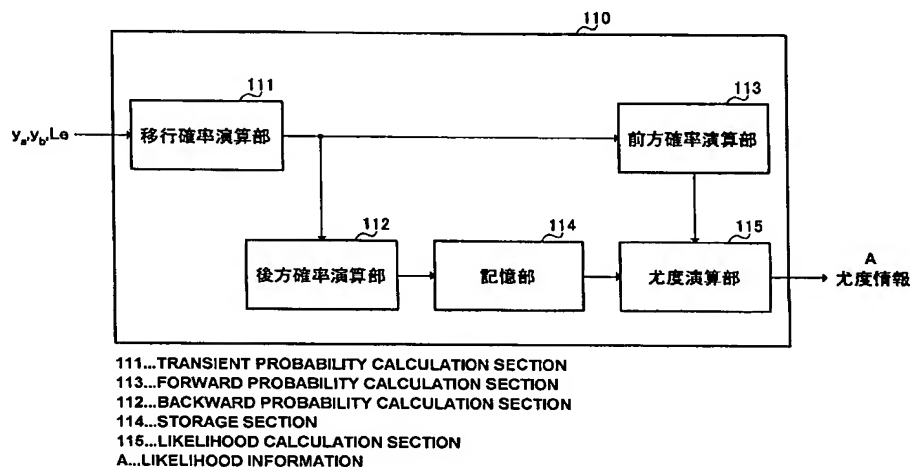 110
111
113
ya,yb,Le
移行確率演算部
前方確率演算部
112
114
115
後方確率演算部
記憶部
尤度演算部
A
尤度情報
111...TRANSIENT PROBABILITY CALCULATION SECTION
113...FORWARD PROBABILITY CALCULATION SECTION
112...BACKWARD PROBABILITY CALCULATION SECTION
114...STORAGE SECTION
115...LIKELIHOOD CALCULATION SECTION
A...LIKELIHOOD INFORMATION